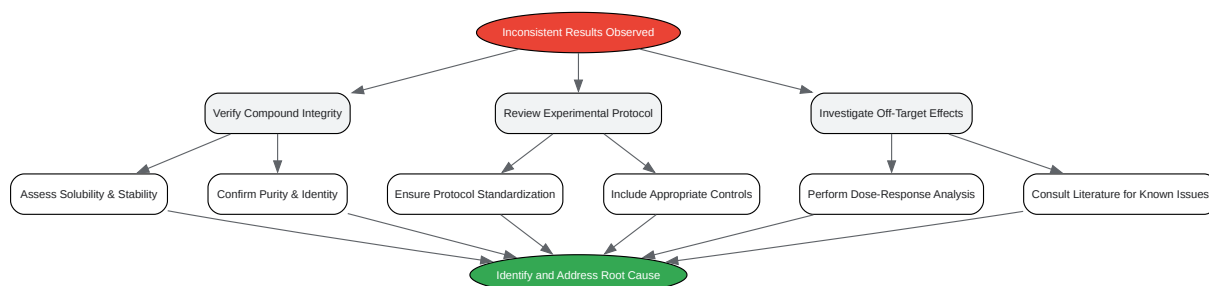 Inconsistent Results Observed
Verify Compound Integrity
Review Experimental Protocol
Investigate Off-Target Effects
Assess Solubility & Stability
Confirm Purity & Identity
Ensure Protocol Standardization
Include Appropriate Controls
Perform Dose-Response Analysis
Consult Literature for Known Issues
Identify and Address Root Cause